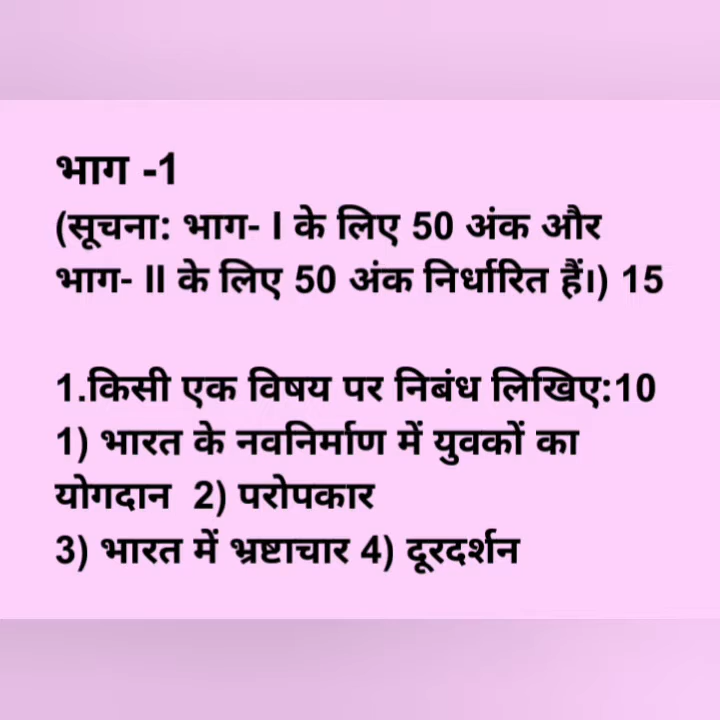 भाग -1
(सूचना: भाग- I के लिए 50 अंक और
भाग- II के लिए 50 अंक निर्धारित हैं।) 15
1.किसी एक विषय पर निबंध लिखिए:10
1) भारत के नवनिर्माण में युवकों का
योगदान 2) परोपकार
3) भारत में भ्रष्टाचार 4) दूरदर्शन